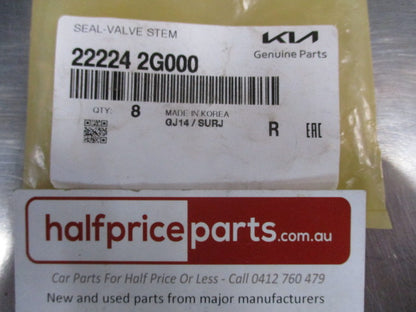 SEAL-VALVE STEM
KIA
Genuine Parts
22224 2G000
QTY: 8
MADE IN KOREA
GJ14 / SURJ
R
EAC
halfpriceparts.com.au
Car Parts For Half Price Or Less - Call 0412 760 479
New and used parts from major manufacturers